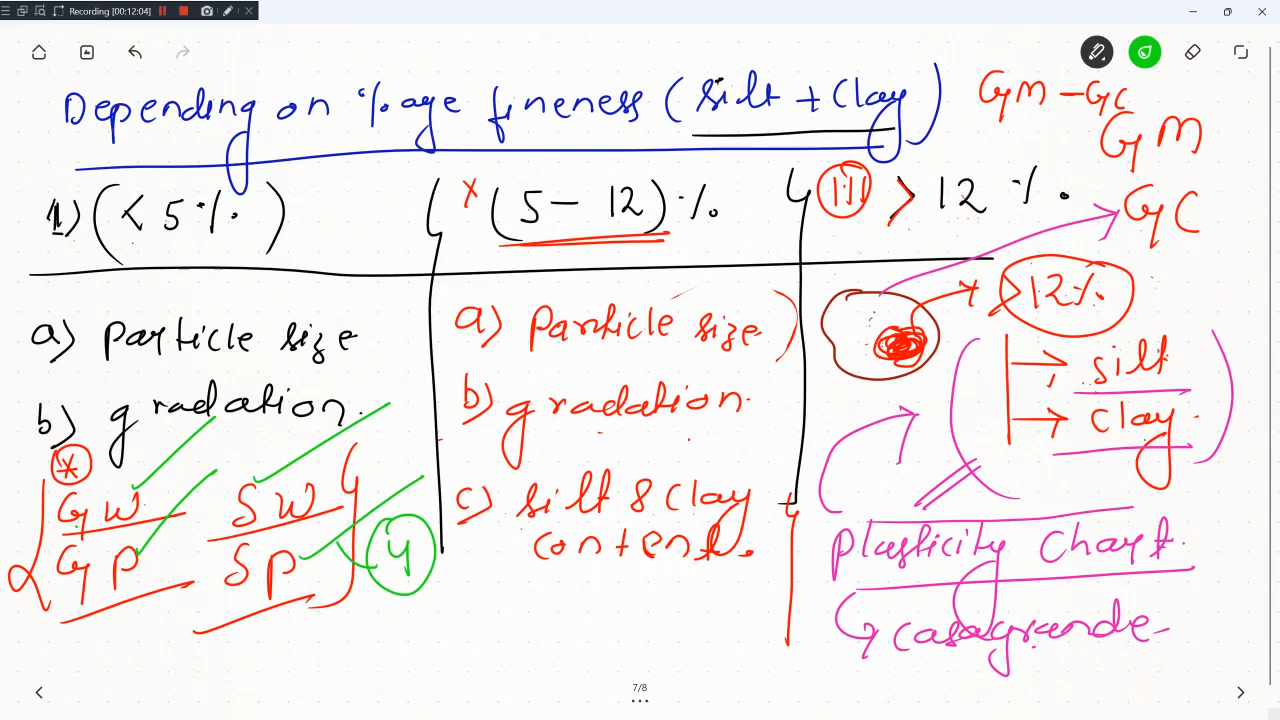 Recording [00:12:04]
Depending on %age fineness (silt + Clay)
GM - GC
GM
GC
1) (< 5 %)
(5 - 12) %
III > 12 %.
a) Particle size
b) gradation.
GW SW
GP SP
4
a) Particle size
b) gradation.
c) silt & Clay
content.
>12%
silt
clay
Plasticity Chart.
casagrande
7/8